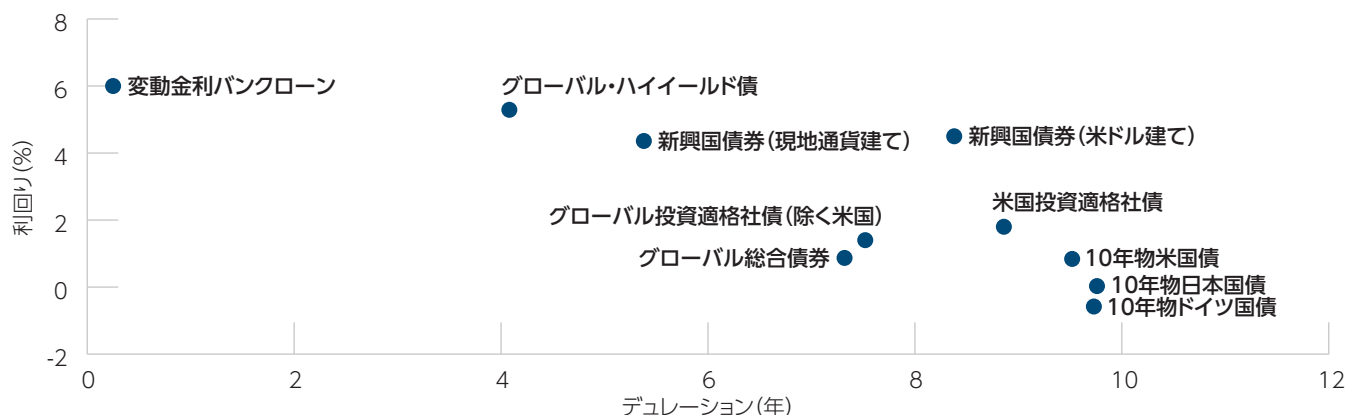 8
6
4
2
0
-2
利回り(%)
変動金利バンクローン
グローバル・ハイイールド債
新興国債券(現地通貨建て)
新興国債券(米ドル建て)
米国投資適格社債
グローバル投資適格社債(除く米国)
グローバル総合債券
10年物米国債
10年物日本国債
10年物ドイツ国債
0 2 4 6 8 10 12
デュレーション(年)